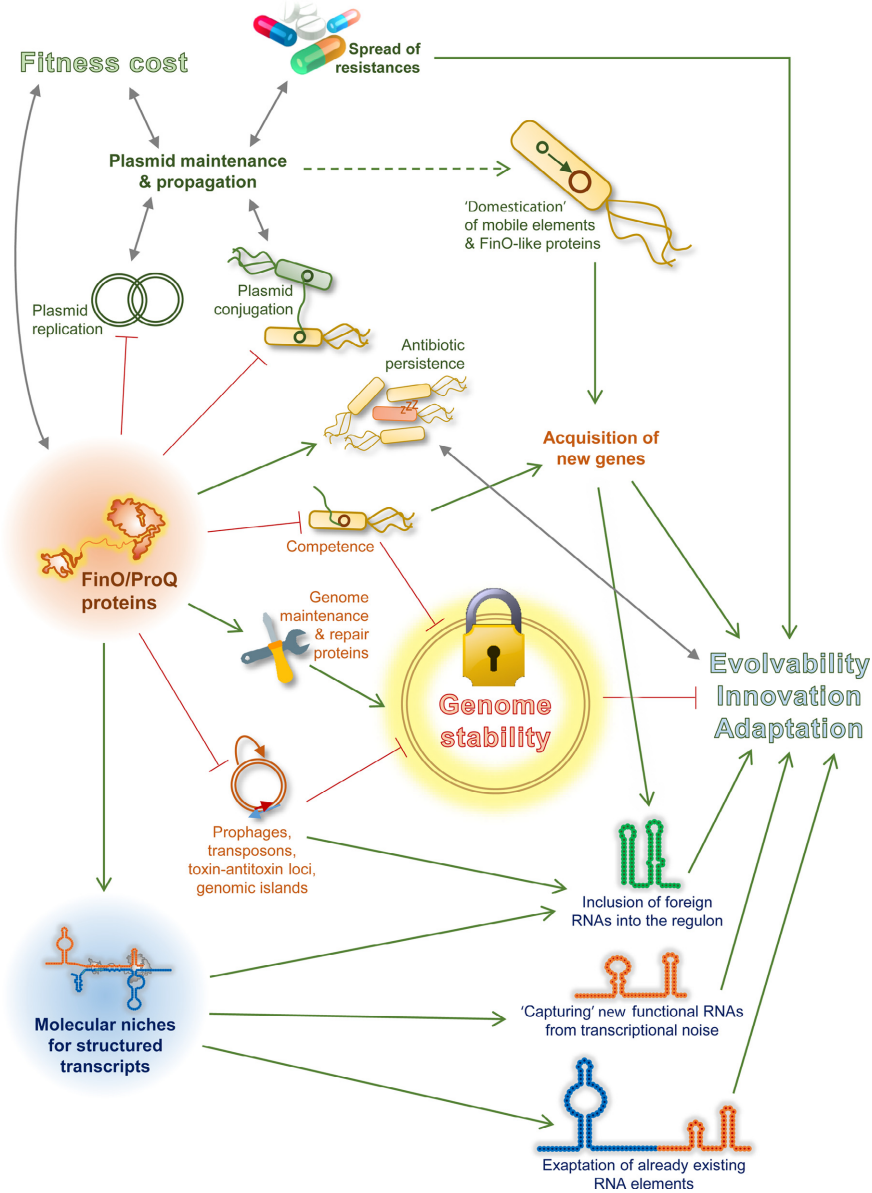 Fitness cost
Spread of
resistances
Plasmid maintenance
& propagation
'Domestication'
of mobile elements
& FinO-like proteins
Plasmid
replication
Plasmid
conjugation
Antibiotic
persistence
zzz
Acquisition of
new genes
Competence
FinO/ProQ
proteins
Genome
maintenance
& repair
proteins
Genome
stability
Evolvability
Innovation
Adaptation
Prophages,
transposons,
toxin-antitoxin loci,
genomic islands
Inclusion of foreign
RNAs into the regulon
Molecular niches
for structured
transcripts
'Capturing' new functional RNAs
from transcriptional noise
Exaptation of already existing
RNA elements